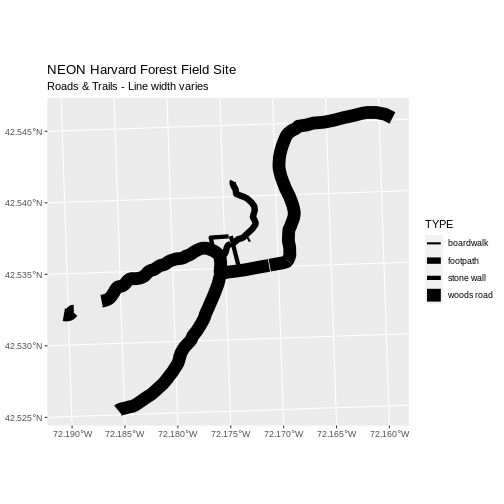 NEON Harvard Forest Field Site
Roads & Trails - Line width varies
42.545°N
42.540°N
42.535°N
42.530°N
42.525°N
72.190°W 72.185°W 72.180°W 72.175°W 72.170°W 72.165°W 72.160°W
TYPE
boardwalk
footpath
stone wall
woods road